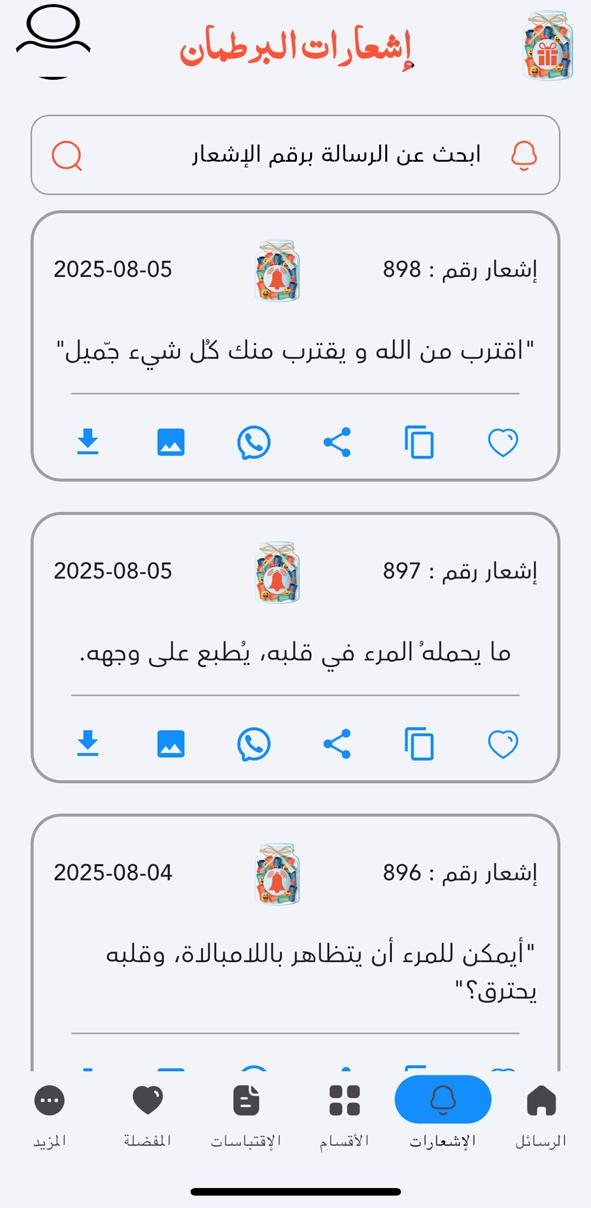 إشعارات البرطمان
ابحث عن الرسالة برقم الإشعار
إشعار رقم : 898
2025-08-05
"اقترب من الله و يقترب منك كُل شيء جّميل"
إشعار رقم : 897
2025-08-05
ما يحملهُ المرء في قلبه، يُطبع على وجهه.
إشعار رقم : 896
2025-08-04
"أيمكن للمرء أن يتظاهر باللامبالاة، وقلبه
يحترق؟"
الرسائل
الإشعارات
الأقسام
الإقتباسات
المفضلة
المزيد